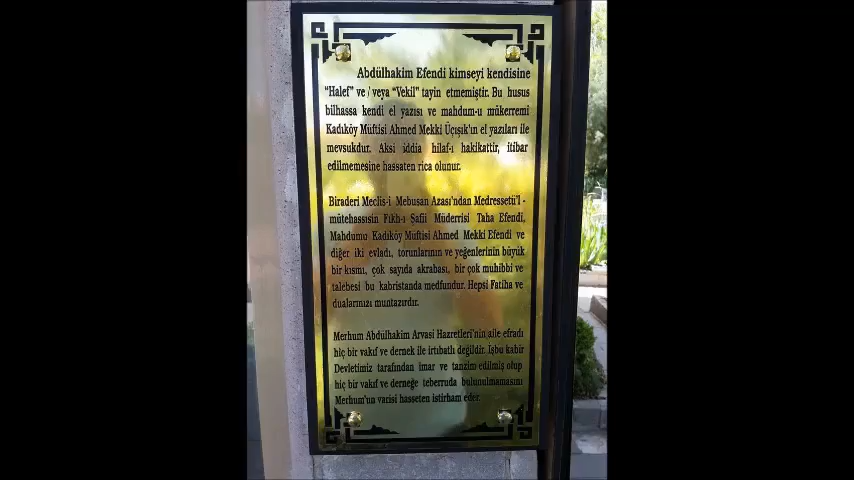 Abdülhakim Efendi kimseyi kendisine
"Halef" ve / veya "Vekil" tayin etmemiştir. Bu husus
bilhassa kendi el yazısı ve mahdum-u mükerremi
Kadıköy Müftisi Ahmed Mekki Üçışık'ın el yazıları ile
mevsukdur. Aksi iddia hilaf-ı hakikattir, itibar
edilmemesine hassaten rica olunur.
Biraderi Meclis-i Mebusan Azası'ndan Medressetü'l -
mütehassisin Fıkh-ı Şafii Müderrisi Taha Efendi,
Mahdumu Kadıköy Müftisi Ahmed Mekki Efendi ve
diğer iki evladı, torunlarının ve yeğenlerinin büyük
bir kısmı, çok sayıda akrabası, bir çok muhibbi ve
talebesi bu kabristanda medfundur. Hepsi Fatiha ve
dualarınızı muntazırdır.
Merhum Abdülhakim Arvasi Hazretleri'nin aile efradı
hiç bir vakıf ve dernek ile irtibatlı değildir. İşbu kabir
Devletimiz tarafından imar ve tanzim edilmiş olup
hiç bir vakıf ve derneğe teberruda bulunulmamasını
Merhum'un varisi hasseten istirham eder.